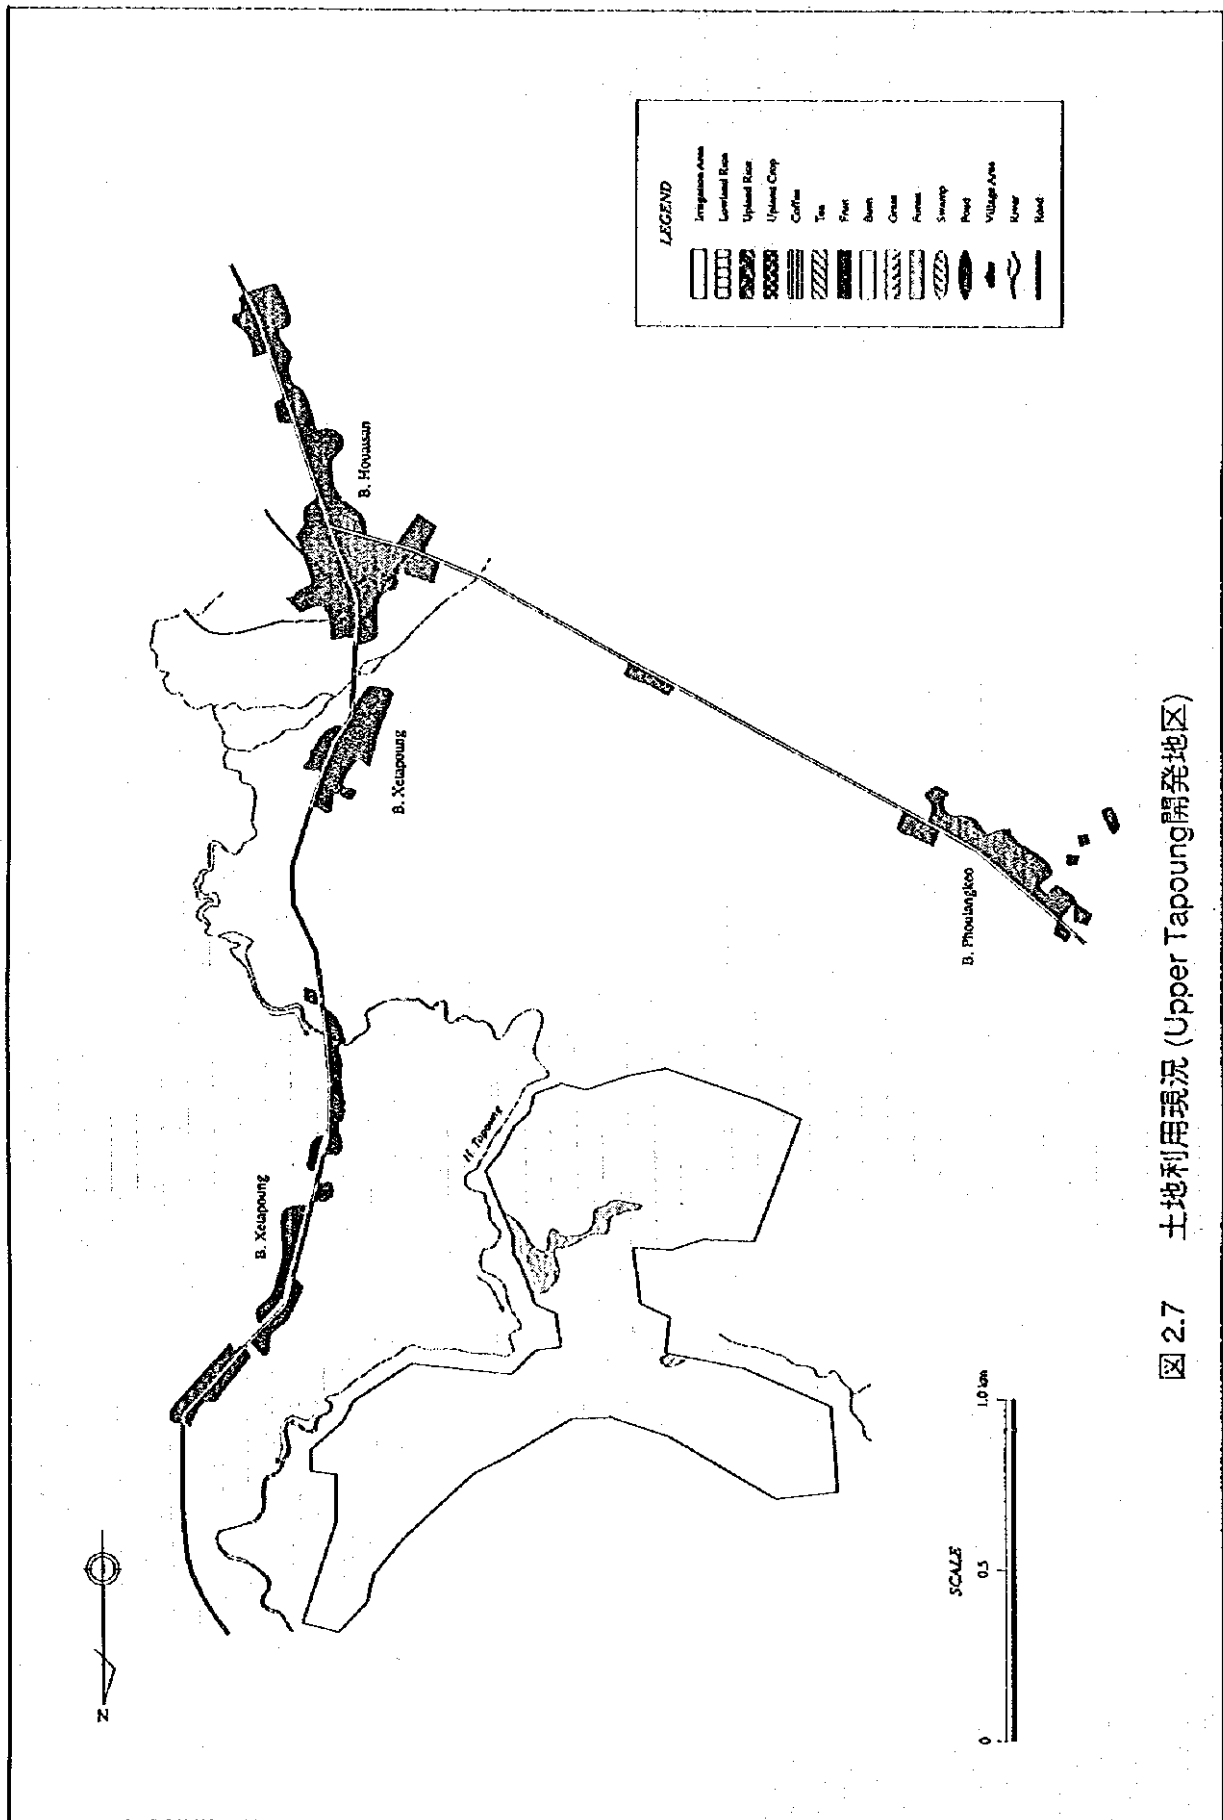 LEGEND
Irrigation Area
Lowland Rice
Upland Rice
Upland Crop
Coffee
Tea
Fruit
Burn
Grass
Forest
Swamp
Pond
Village Area
River
Road
B. Houaisan
B. Xetapoung
B. Phoulangkeo
B. Xetapoung
H. Tapoung
N
SCALE
0 0.5 1.0 km
図 2.7 土地利用現況 (Upper Tapoung開発地区)